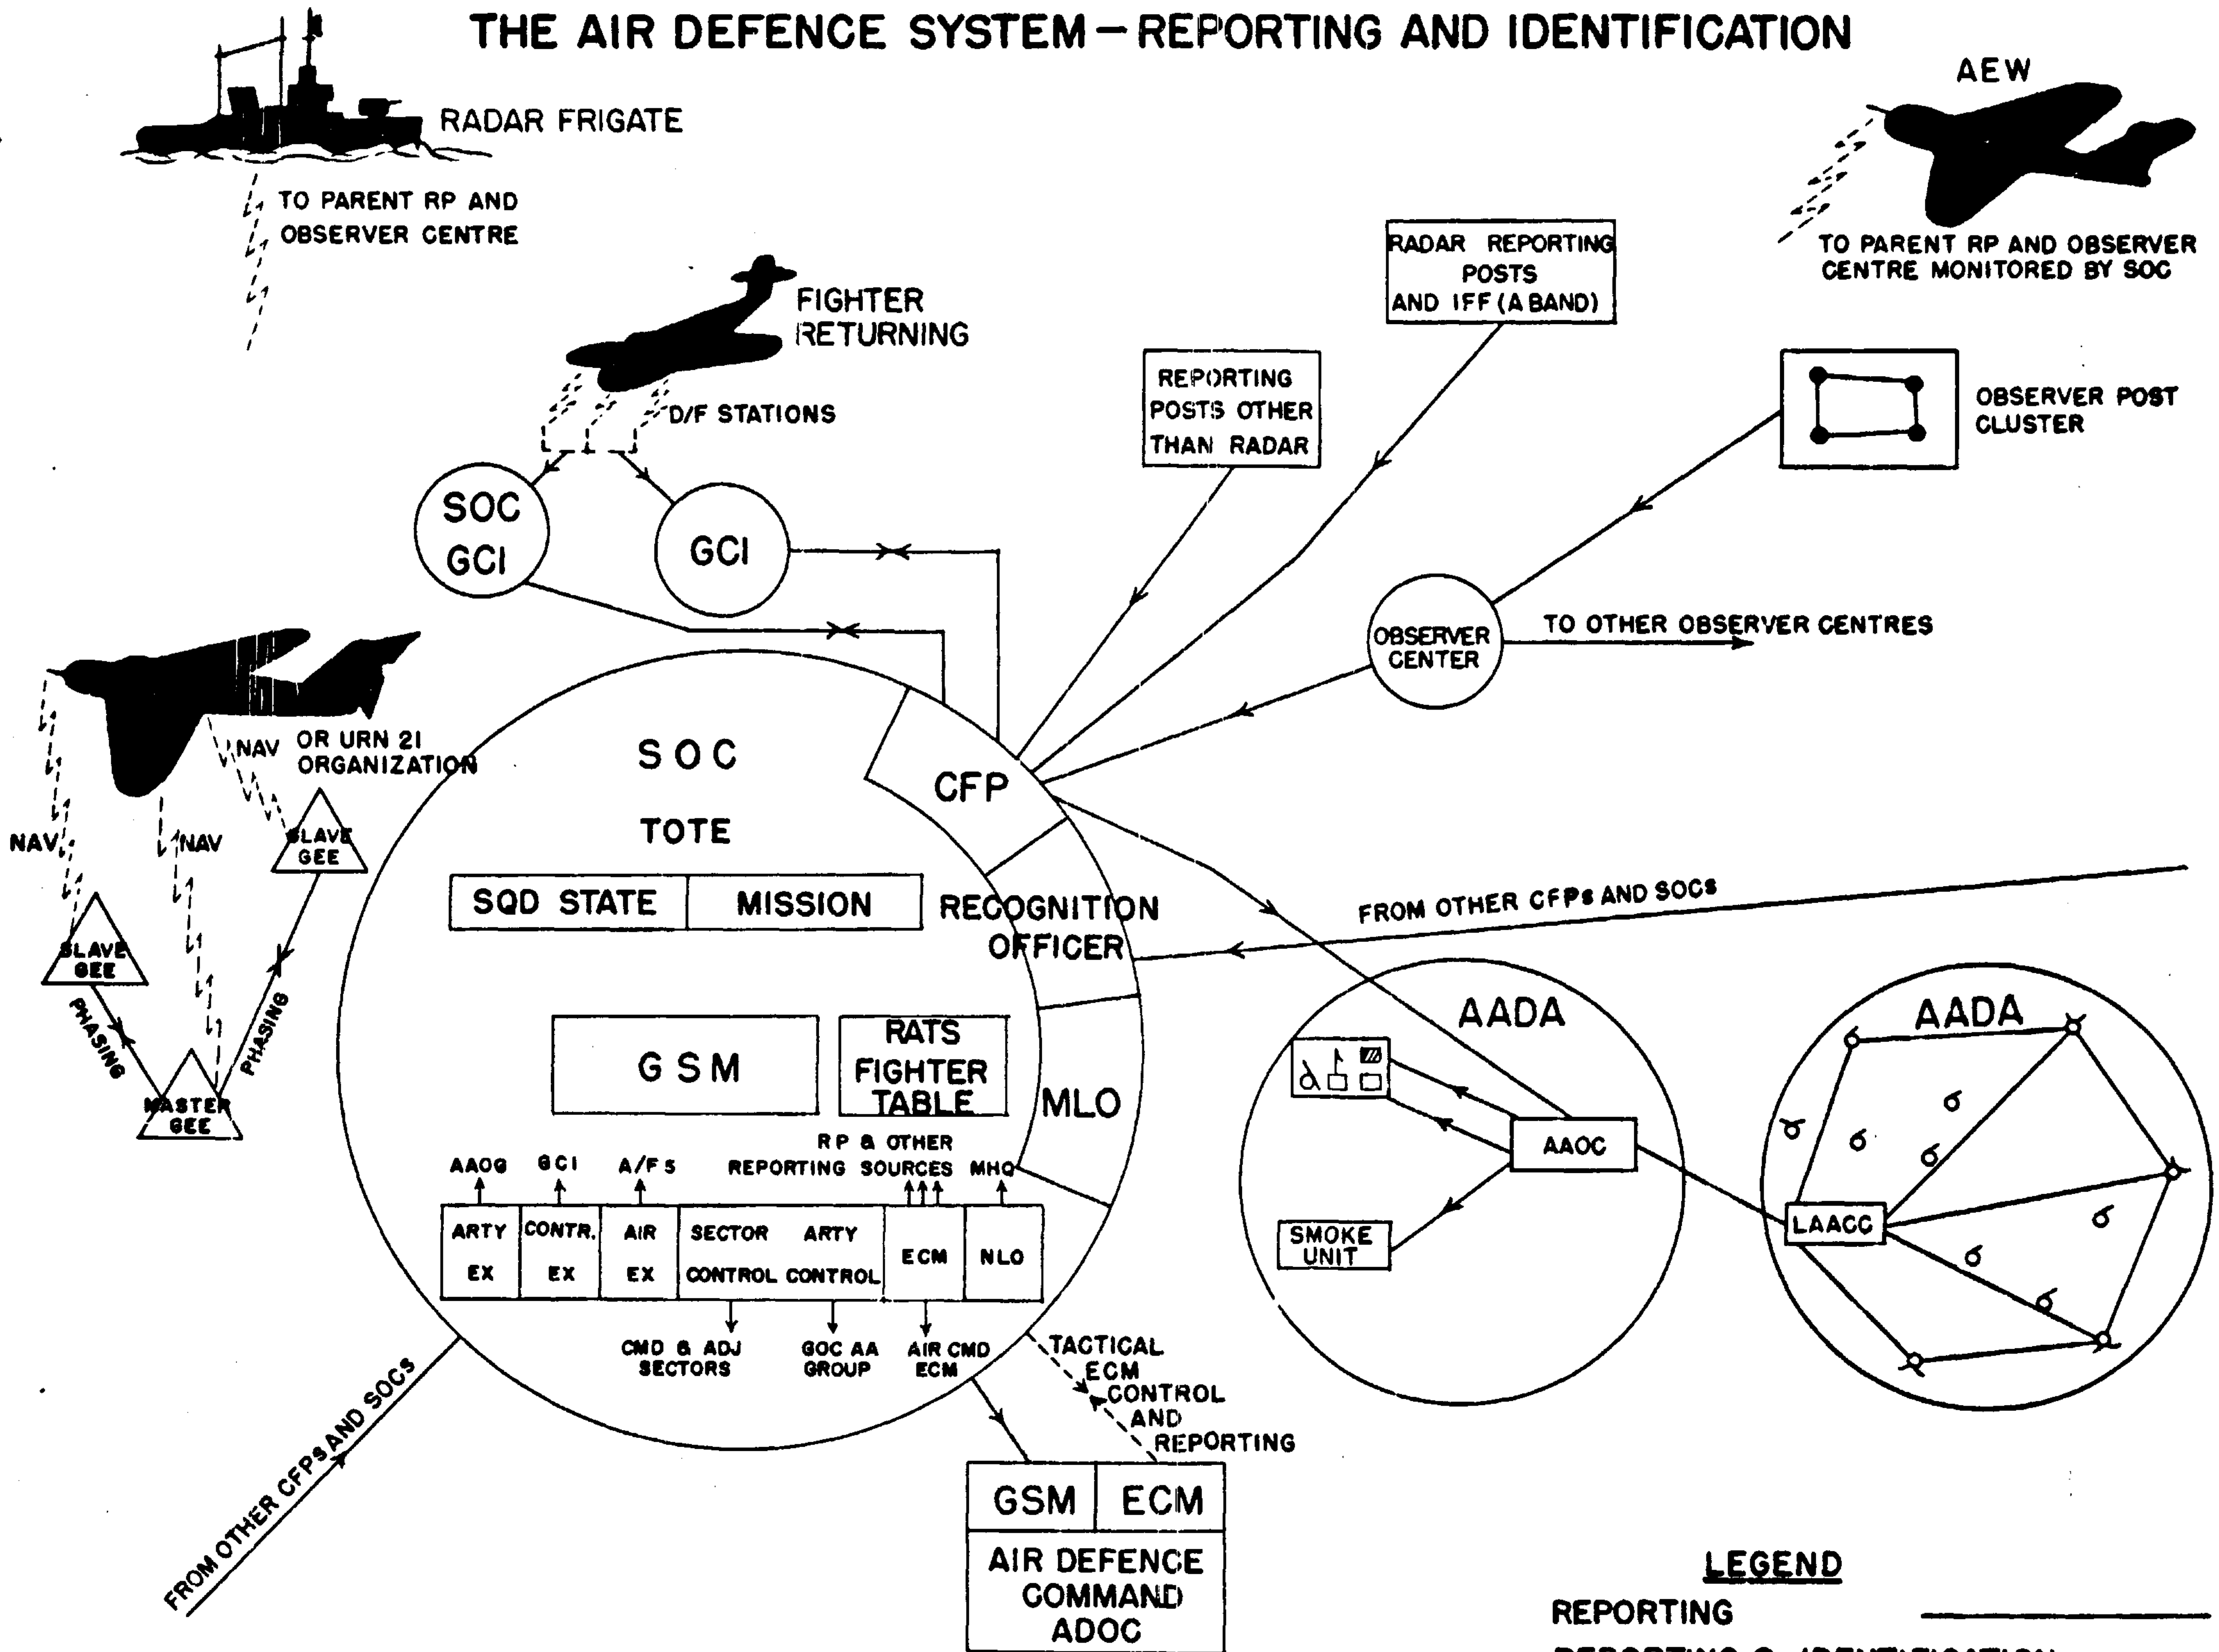 THE AIR DEFENCE SYSTEM — REPORTING AND IDENTIFICATION
AEW
RADAR FRIGATE
TO PARENT RP AND
OBSERVER CENTRE
TO PARENT RP AND OBSERVER
CENTRE MONITORED BY SOC
RADAR REPORTING
POSTS
AND IFF (A BAND)
FIGHTER
RETURNING
D/F STATIONS
REPORTING
POSTS OTHER
THAN RADAR
OBSERVER POST
CLUSTER
SOC
GCI
GCI
OBSERVER
CENTER
TO OTHER OBSERVER CENTRES
NAV
OR URN 21
ORGANIZATION
NAV
NAV
SLAVE
GEE
SLAVE
GEE
PHASING
PHASING
MASTER
GEE
SOC
TOTE
CFP
SQD STATE
MISSION
RECOGNITION
OFFICER
FROM OTHER CFPs AND SOCs
GSM
RATS
FIGHTER
TABLE
MLO
AAOG
GCI
A/F S
RP & OTHER
REPORTING SOURCES
MHQ
ARTY
EX
CONTR.
EX
AIR
EX
SECTOR
CONTROL
ARTY
CONTROL
ECM
NLO
CMD & ADJ
SECTORS
GOC AA
GROUP
AIR CMD
ECM
AADA
AAOC
SMOKE
UNIT
AADA
LAACC
FROM OTHER CFPs AND SOCs
TACTICAL
ECM
CONTROL
AND
REPORTING
GSM
ECM
AIR DEFENCE
COMMAND
ADOC
LEGEND
REPORTING
REPORTING & IDENTIFICATION